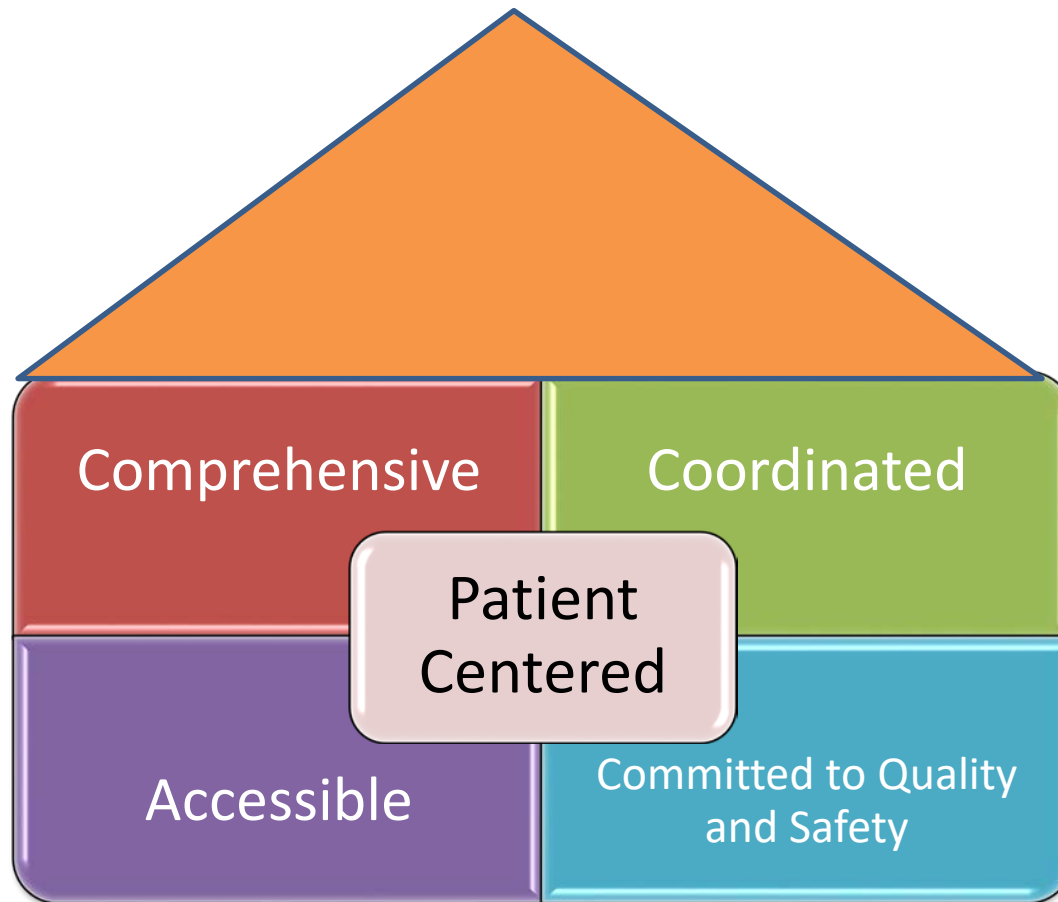 Comprehensive
Coordinated
Patient
Centered
Accessible
Committed to Quality
and Safety